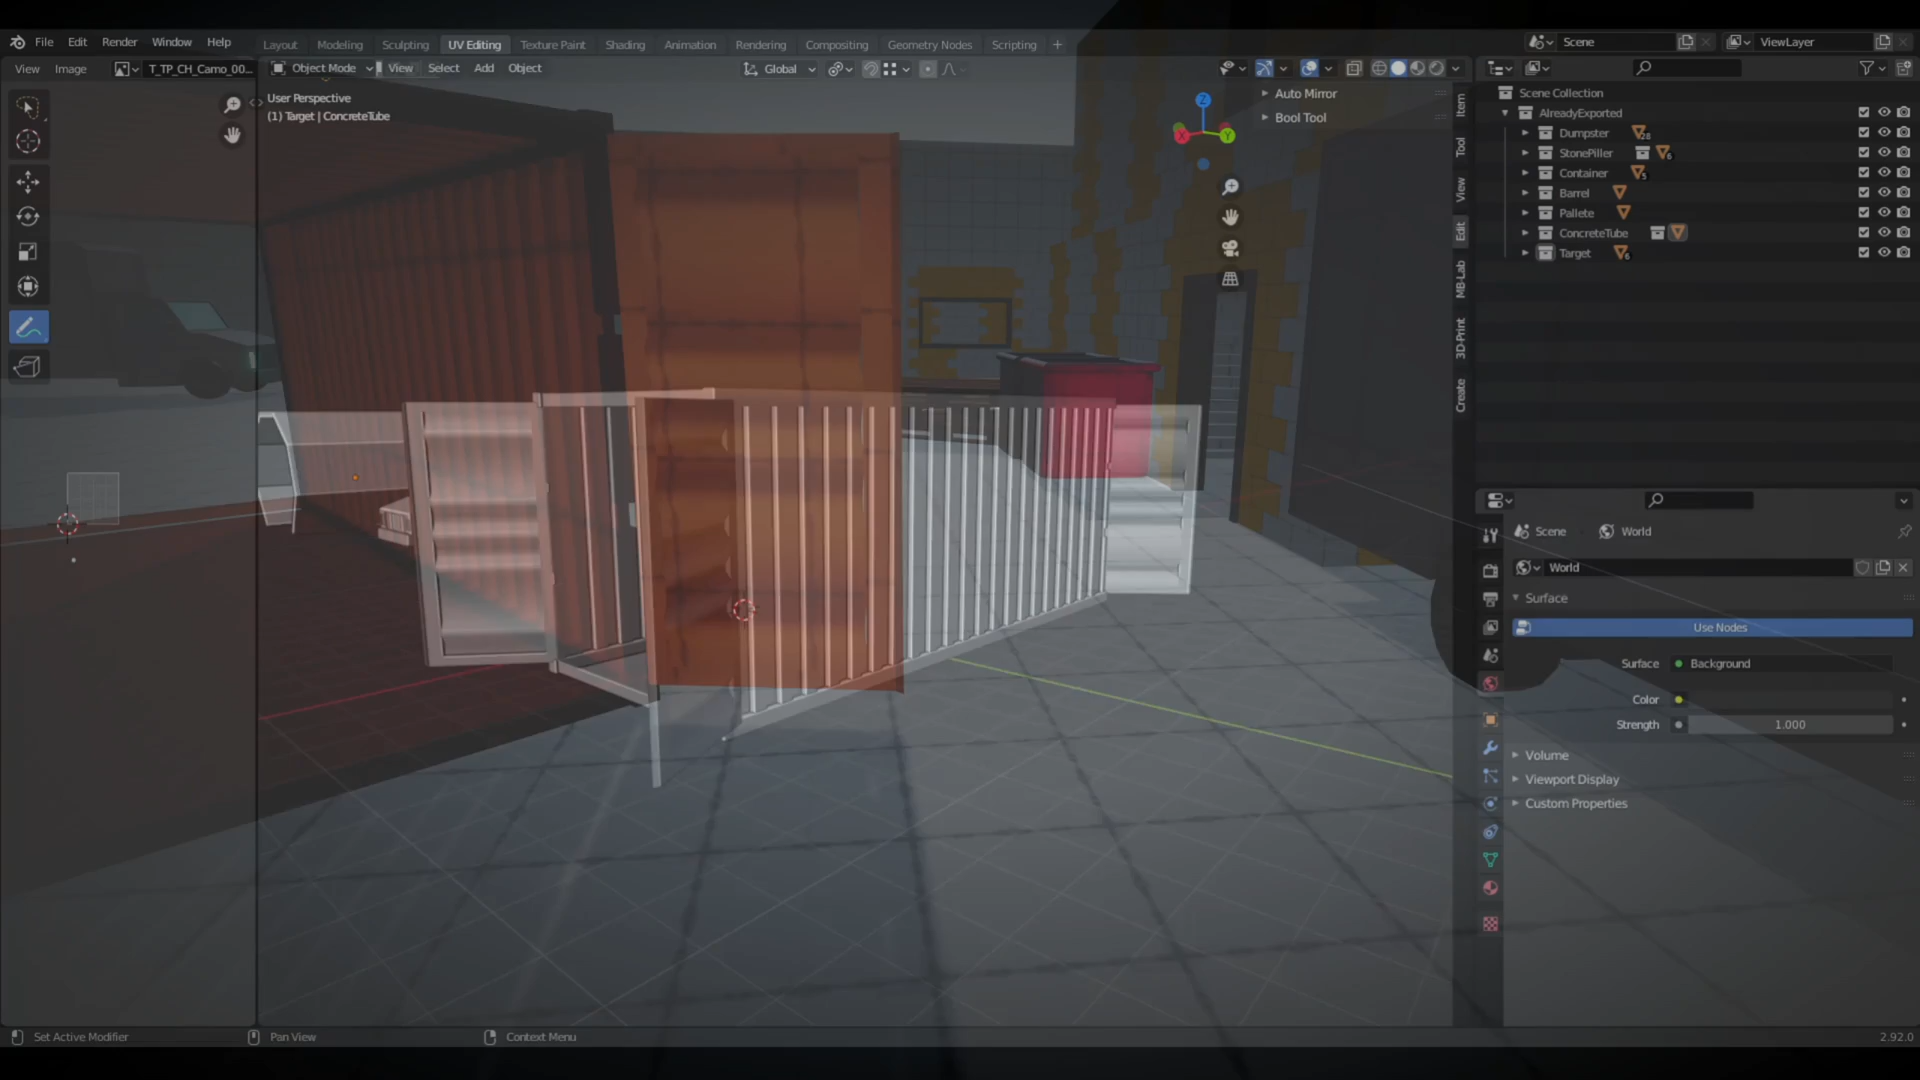 File Edit Render Window Help
Layout Modeling Sculpting UV Editing Texture Paint Shading Animation Rendering Compositing Geometry Nodes Scripting +
Scene
ViewLayer
View Image T_TP_CH_Camo_00...
Object Mode View Select Add Object
Global
User Perspective
(1) Target | ConcreteTube
Auto Mirror
Bool Tool
Z
X
Y
Item
Tool
View
Edit
MB-Lab
3D-Print
Create
Scene Collection
AlreadyExported
Dumpster 28
StonePiller 6
Container 5
Barrel
Pallete
ConcreteTube
Target 6
Scene World
World
Surface
Use Nodes
Surface Background
Color
Strength 1.000
Volume
Viewport Display
Custom Properties
Set Active Modifier Pan View Context Menu
2.92.0